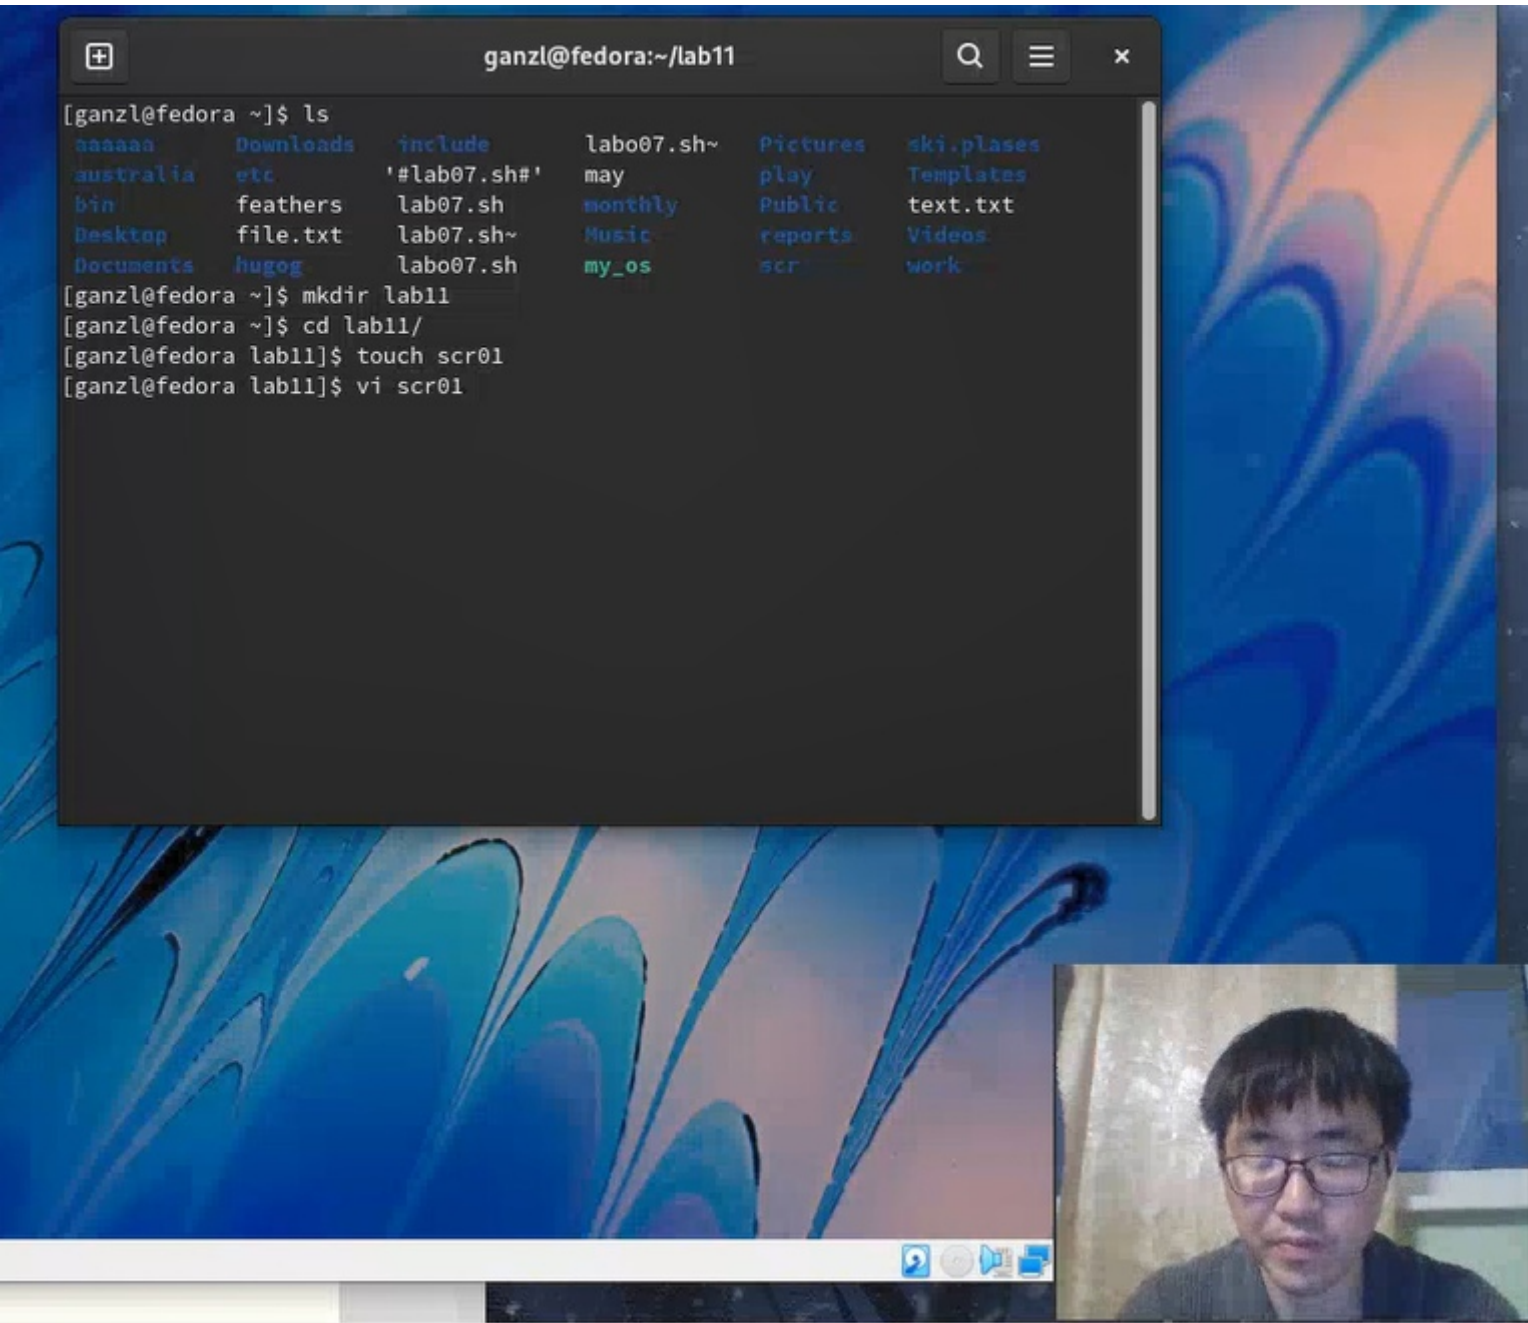 ganzl@fedora:~/lab11
[ganzl@fedora ~]$ ls
aaaaaa Downloads include labo07.sh~ Pictures ski.plases
australia etc '#lab07.sh#' may play Templates
bin feathers lab07.sh monthly Public text.txt
Desktop file.txt lab07.sh~ Music reports Videos
Documents hugog labo07.sh my_os scr work
[ganzl@fedora ~]$ mkdir lab11
[ganzl@fedora ~]$ cd lab11/
[ganzl@fedora lab11]$ touch scr01
[ganzl@fedora lab11]$ vi scr01